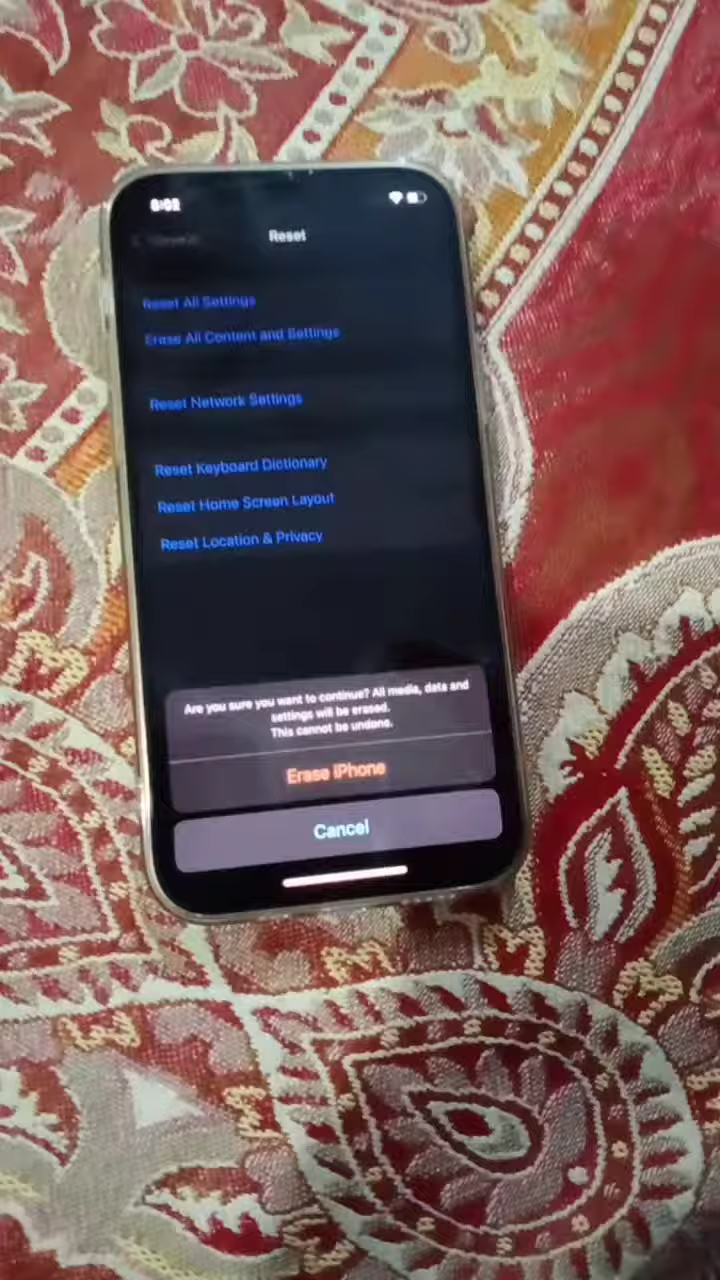 Reset
Reset All Settings
Erase All Content and Settings
Reset Network Settings
Reset Keyboard Dictionary
Reset Home Screen Layout
Reset Location & Privacy
Are you sure you want to continue? All media, data and
settings will be erased.
This cannot be undone.
Erase iPhone
Cancel